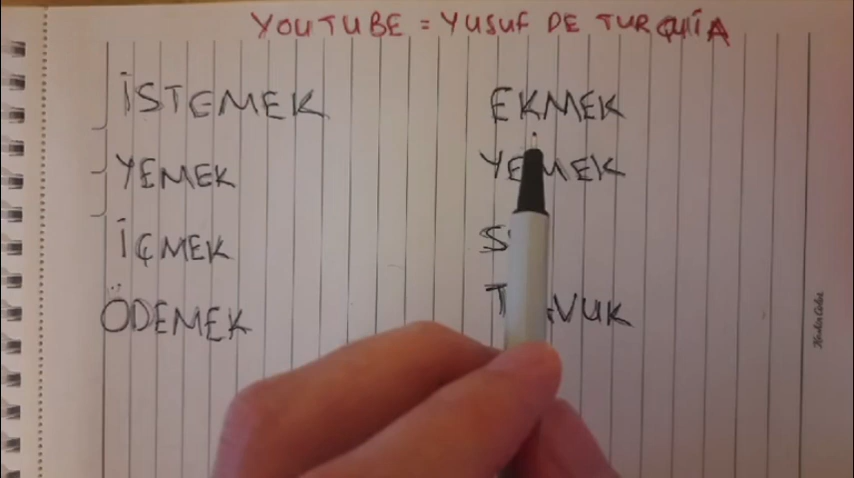 YOUTUBE = YUSUF DE TURQUÍA
İSTEMEK EKMEK
YEMEK YEMEK
İÇMEK
ÖDEMEK